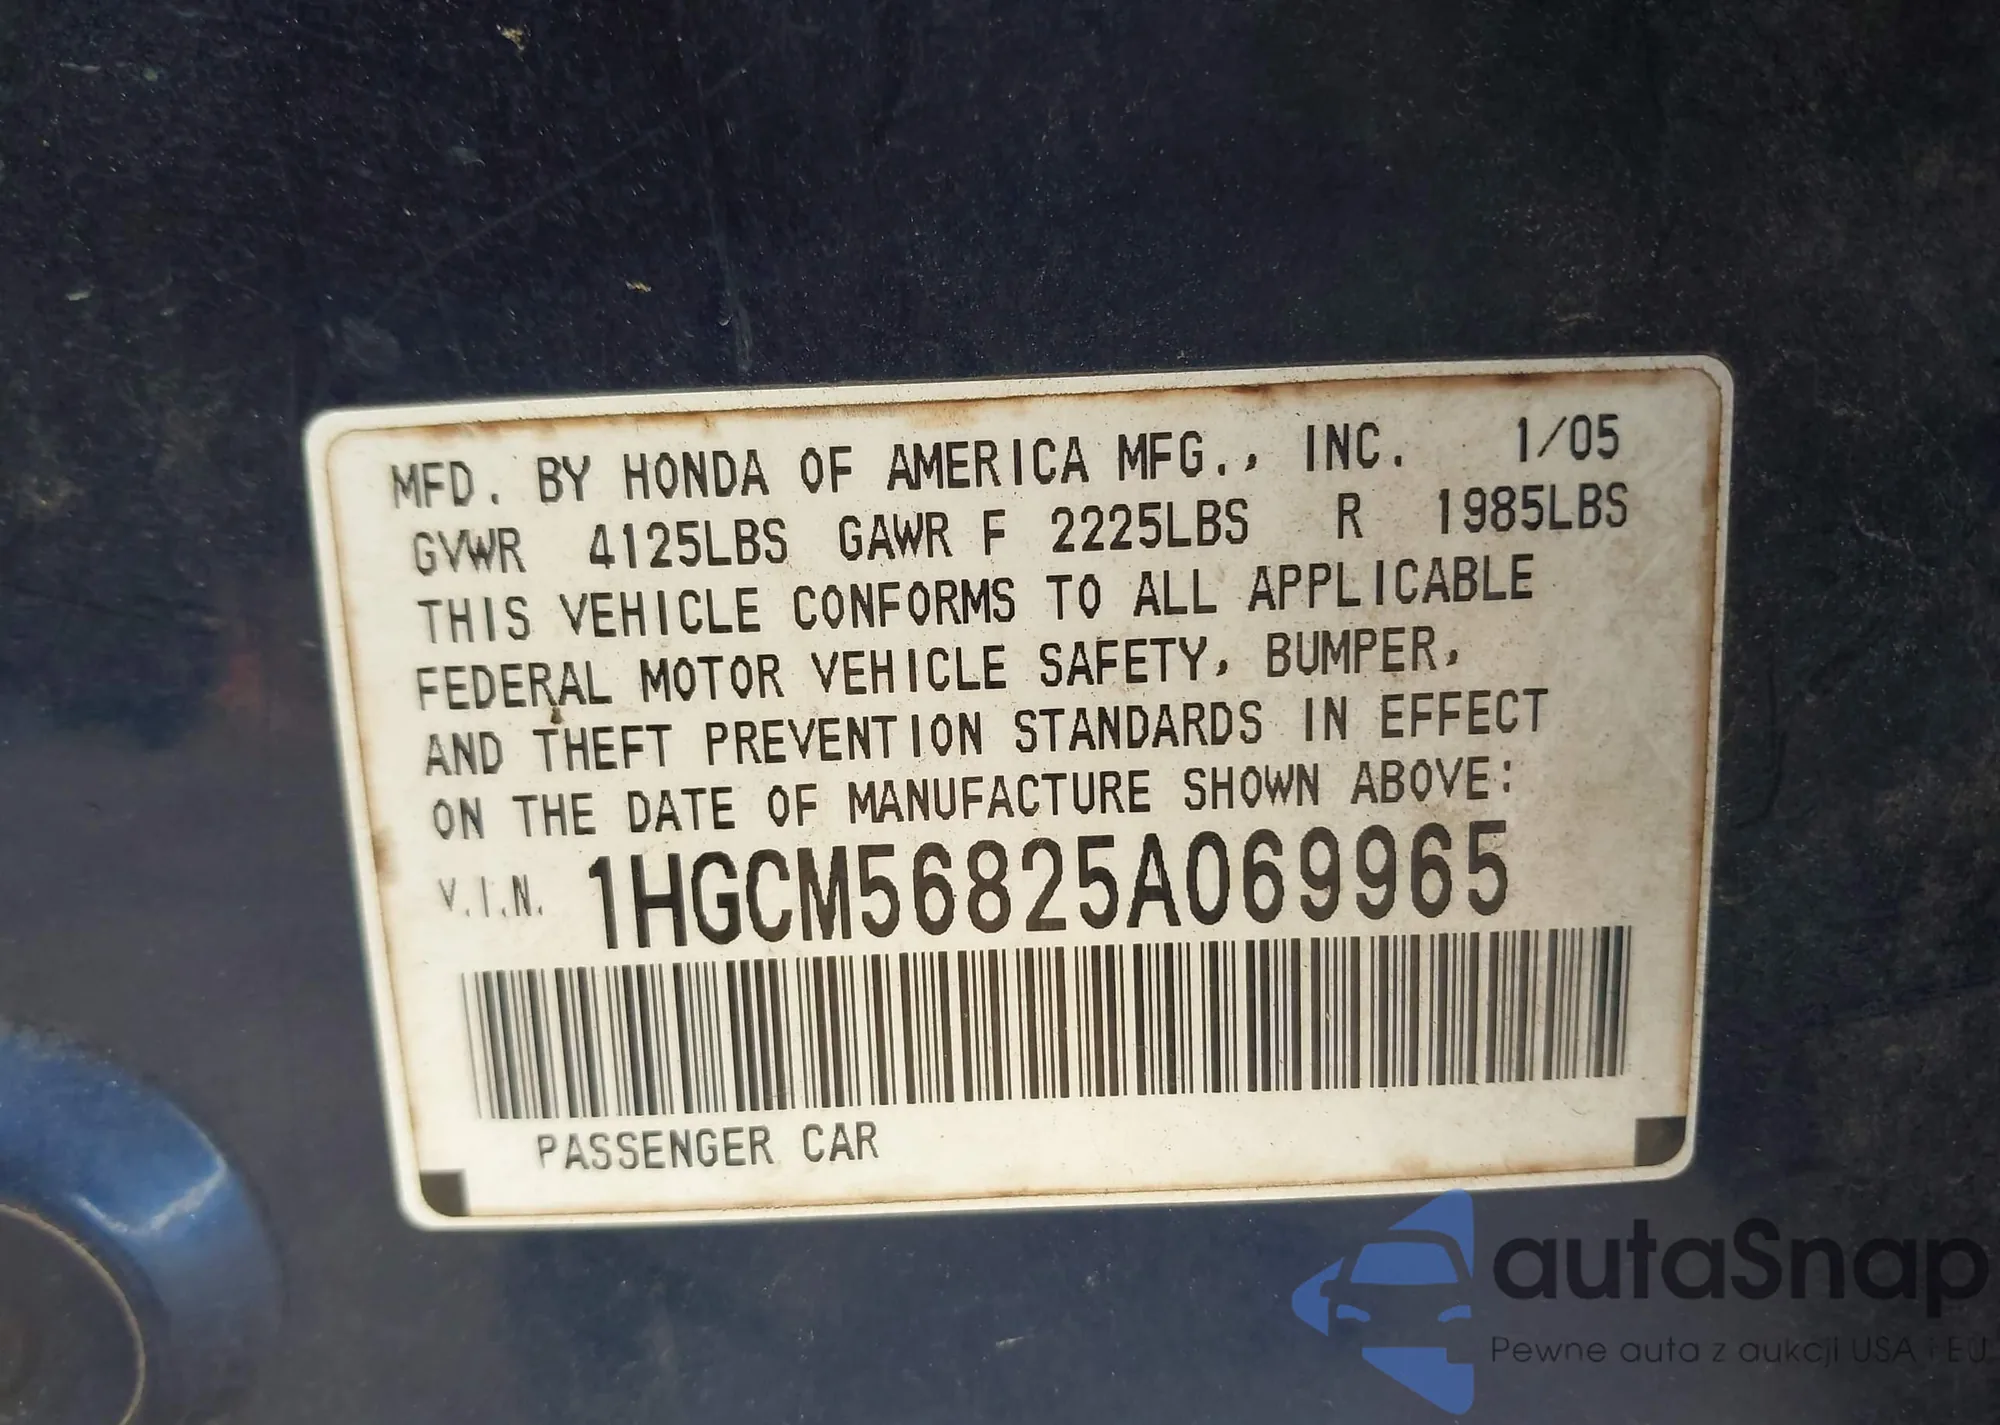 MFD. BY HONDA OF AMERICA MFG., INC. 1/05
GVWR 4125LBS GAWR F 2225LBS R 1985LBS
THIS VEHICLE CONFORMS TO ALL APPLICABLE
FEDERAL MOTOR VEHICLE SAFETY, BUMPER,
AND THEFT PREVENTION STANDARDS IN EFFECT
ON THE DATE OF MANUFACTURE SHOWN ABOVE:
V.I.N. 1HGCM56825A069965
PASSENGER CAR
autaSnap
Pewne auta z aukcji USA i EU